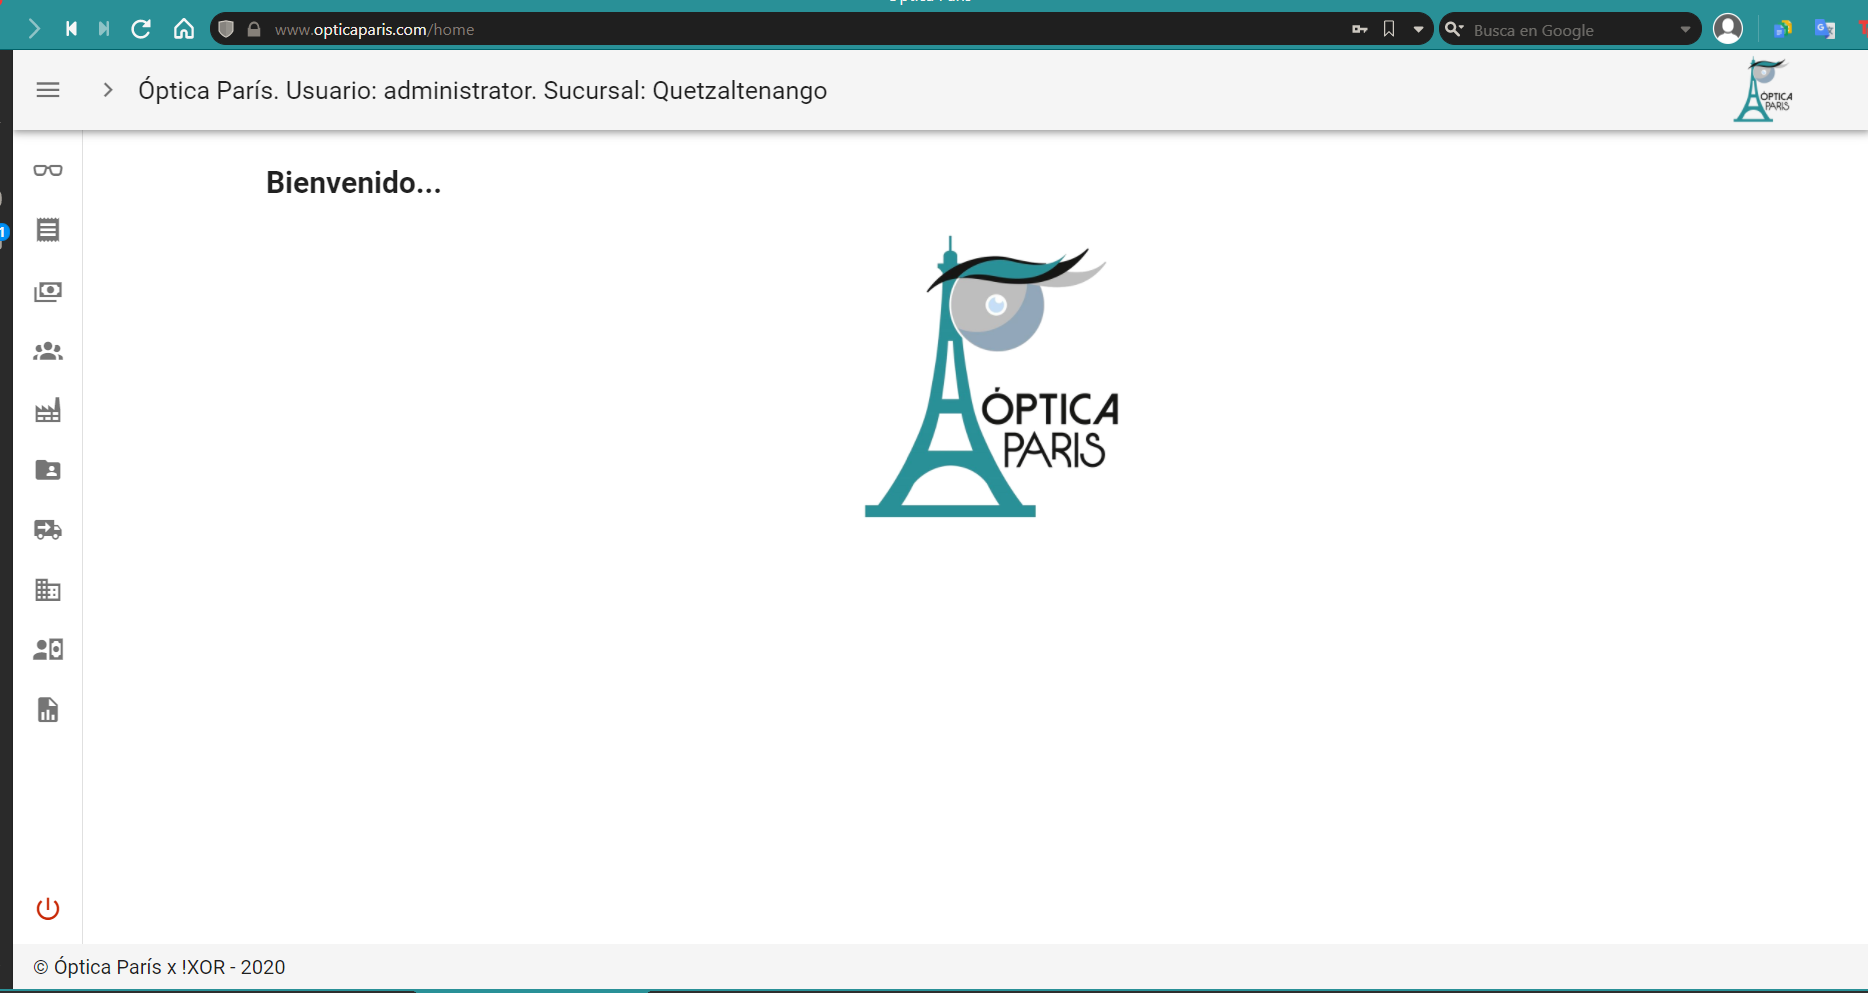 www.opticaparis.com/home
Busca en Google
Óptica París. Usuario: administrator. Sucursal: Quetzaltenango
ÓPTICA
PARIS
1
Bienvenido...
ÓPTICA
PARIS
© Óptica París x !XOR - 2020